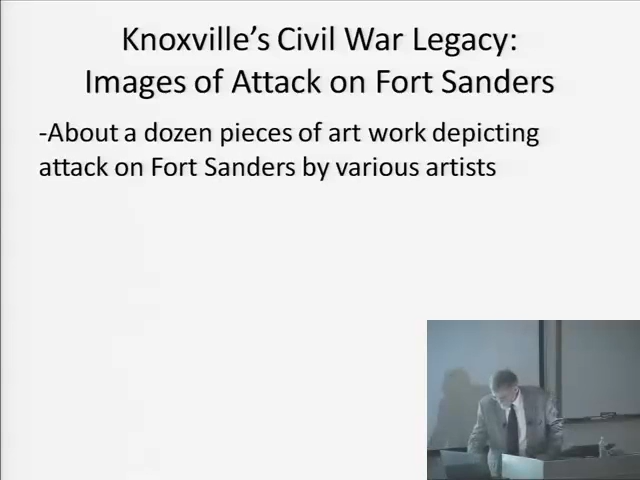 Knoxville's Civil War Legacy:
Images of Attack on Fort Sanders
-About a dozen pieces of art work depicting
attack on Fort Sanders by various artists